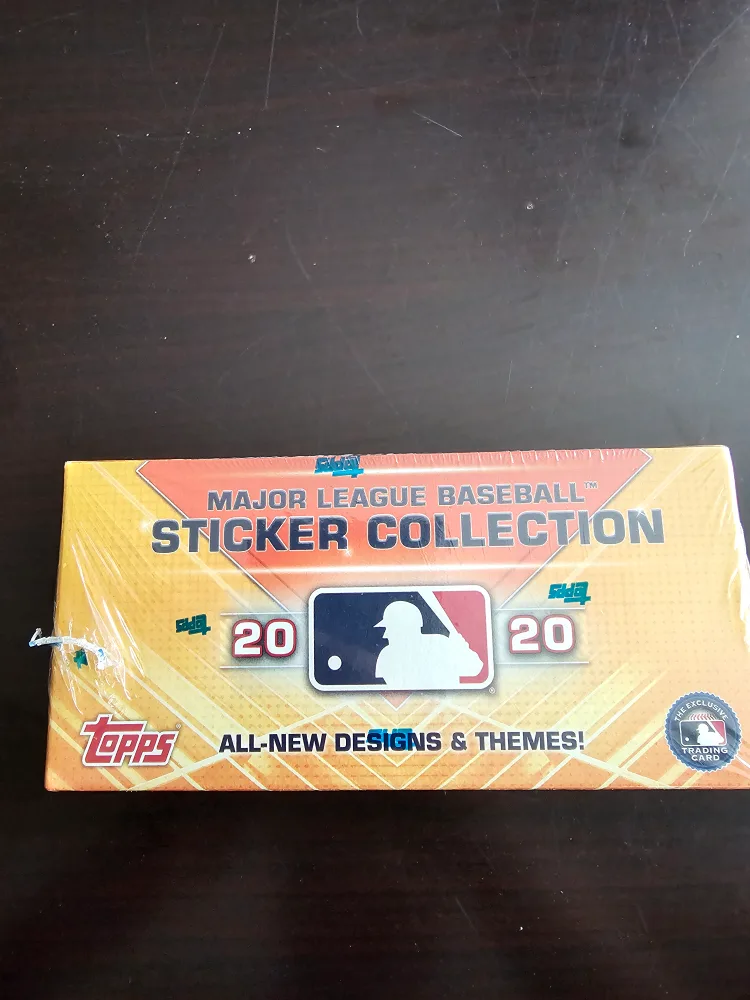 MAJOR LEAGUE BASEBALL™
STICKER COLLECTION
20 20
topps®
ALL-NEW DESIGNS & THEMES!
THE EXCLUSIVE
TRADING
CARD